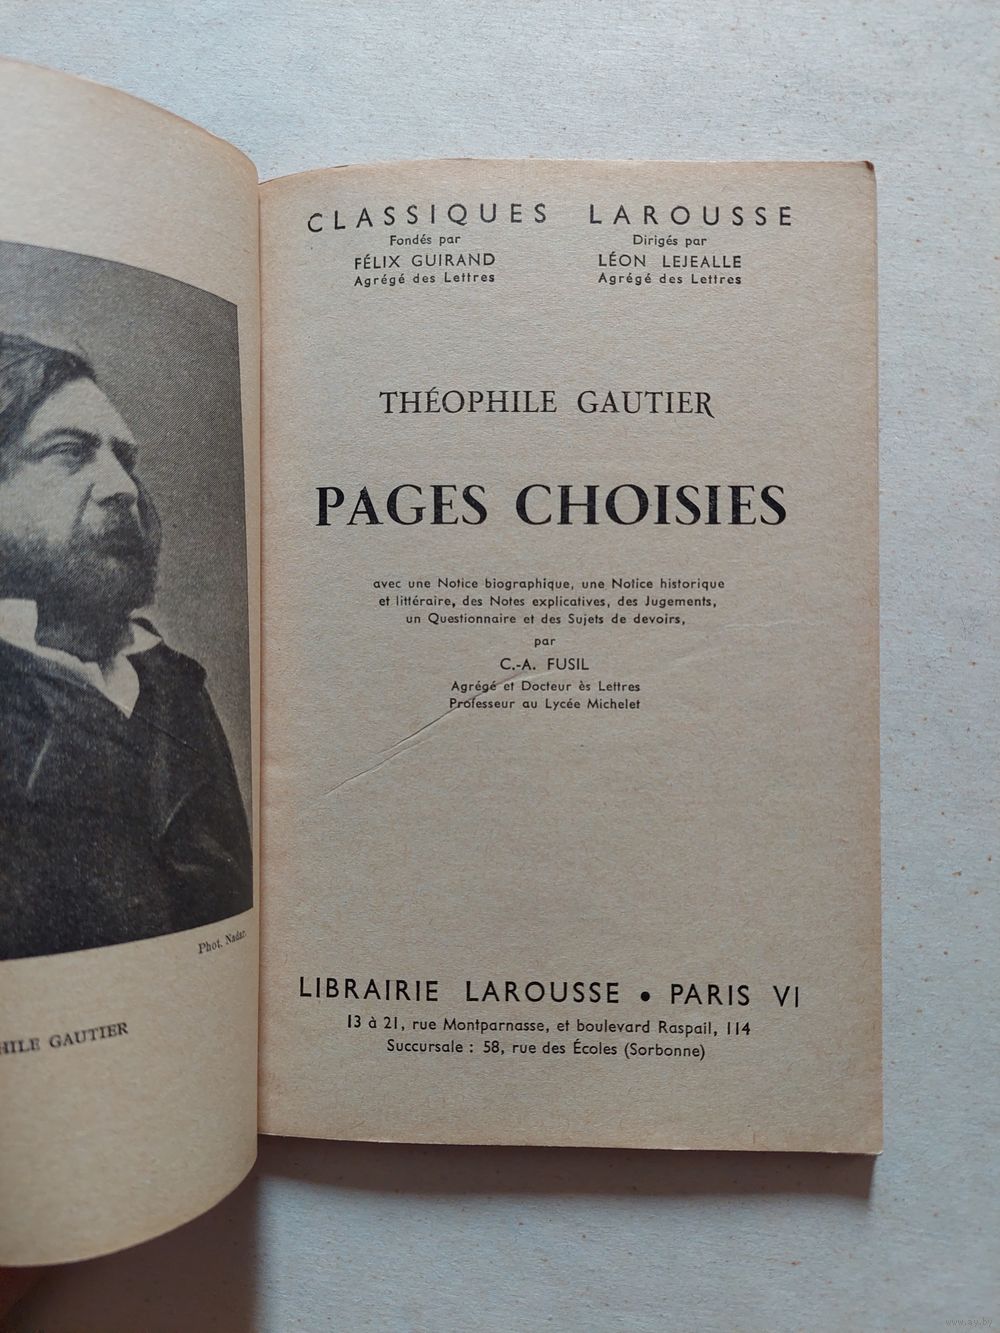 Phot. Nadar.
GAUTIER
CLASSIQUES LAROUSSE
Fondés par
FÉLIX GUIRAND
Agrégé des Lettres
Dirigés par
LÉON LEJEALLE
Agrégé des Lettres
THÉOPHILE GAUTIER
PAGES CHOISIES
avec une Notice biographique, une Notice historique
et littéraire, des Notes explicatives, des Jugements,
un Questionnaire et des Sujets de devoirs,
par
C.-A. FUSIL
Agrégé et Docteur ès Lettres
Professeur au Lycée Michelet
LIBRAIRIE LAROUSSE • PARIS VI
13 à 21, rue Montparnasse, et boulevard Raspail, 114
Succursale : 58, rue des Écoles (Sorbonne)
www.ay.by